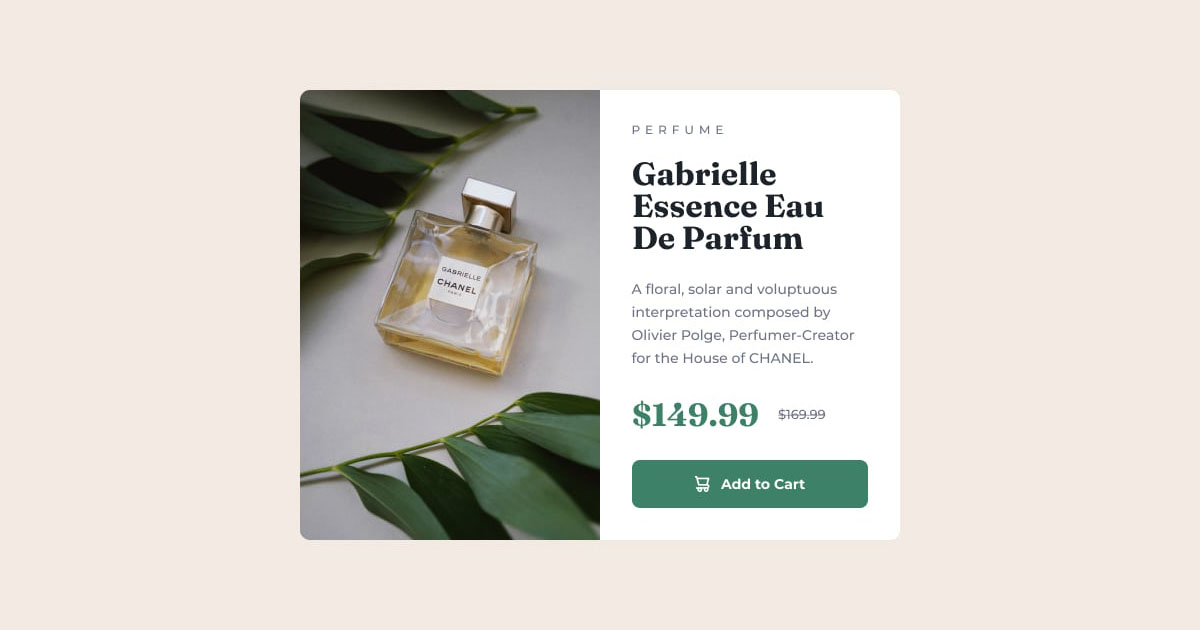 GABRIELLE
CHANEL
PARIS
PERFUME
Gabrielle
Essence Eau
De Parfum
A floral, solar and voluptuous
interpretation composed by
Olivier Polge, Perfumer-Creator
for the House of CHANEL.
$149.99 $169.99
Add to Cart